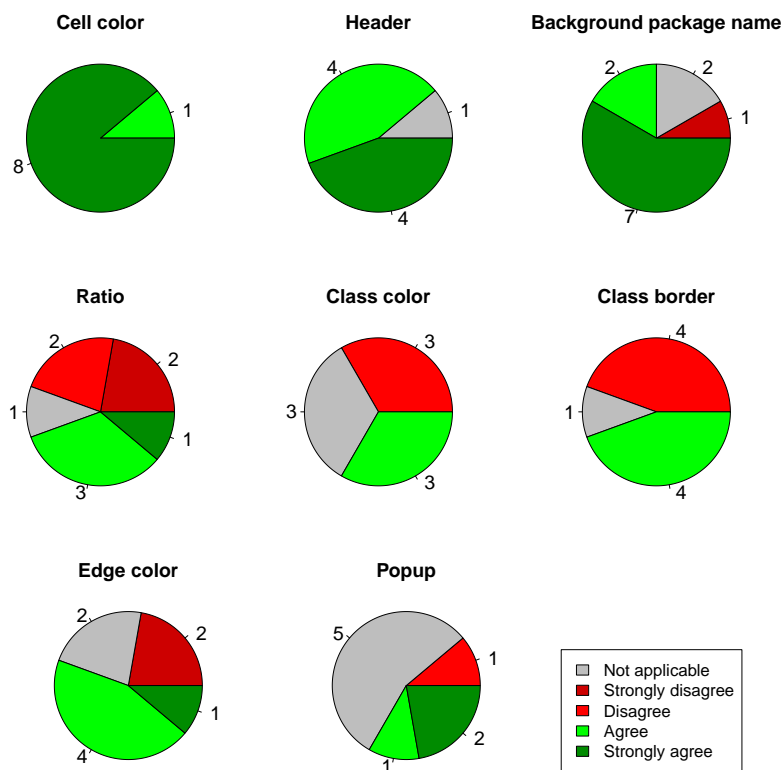 Cell color
Header
Background package name
1
8
4
1
4
2
2
1
7
Ratio
Class color
Class border
2
2
1
1
3
3
3
3
4
1
4
Edge color
Popup
2
2
1
4
5
1
2
1
Not applicable
Strongly disagree
Disagree
Agree
Strongly agree